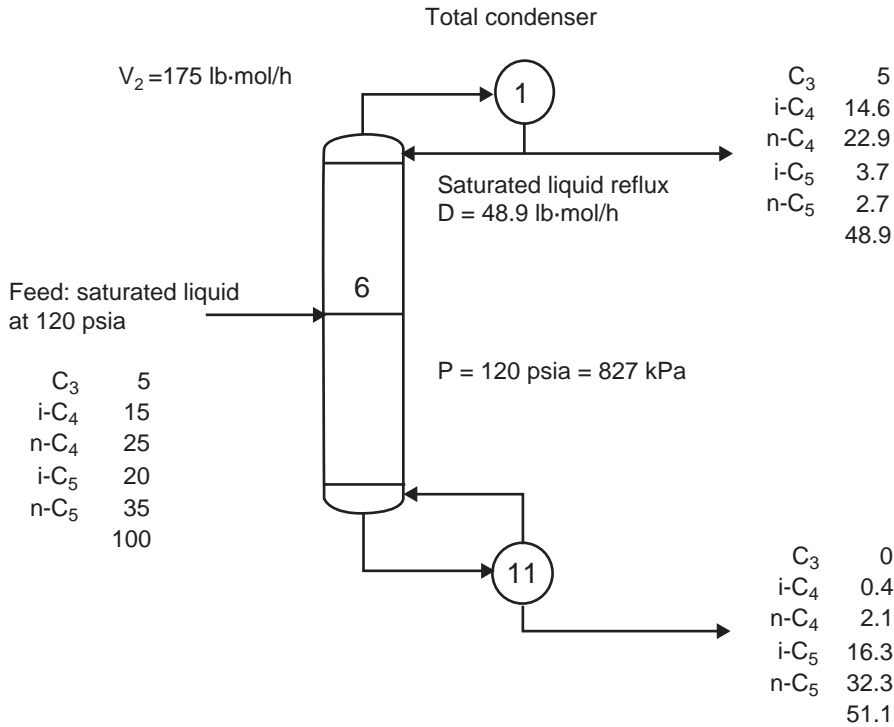 Total condenser
V₂ =175 lb·mol/h
1
C₃ 5
i-C₄ 14.6
n-C₄ 22.9
i-C₅ 3.7
n-C₅ 2.7
48.9
Saturated liquid reflux
D = 48.9 lb·mol/h
Feed: saturated liquid
at 120 psia
6
P = 120 psia = 827 kPa
C₃ 5
i-C₄ 15
n-C₄ 25
i-C₅ 20
n-C₅ 35
100
11
C₃ 0
i-C₄ 0.4
n-C₄ 2.1
i-C₅ 16.3
n-C₅ 32.3
51.1